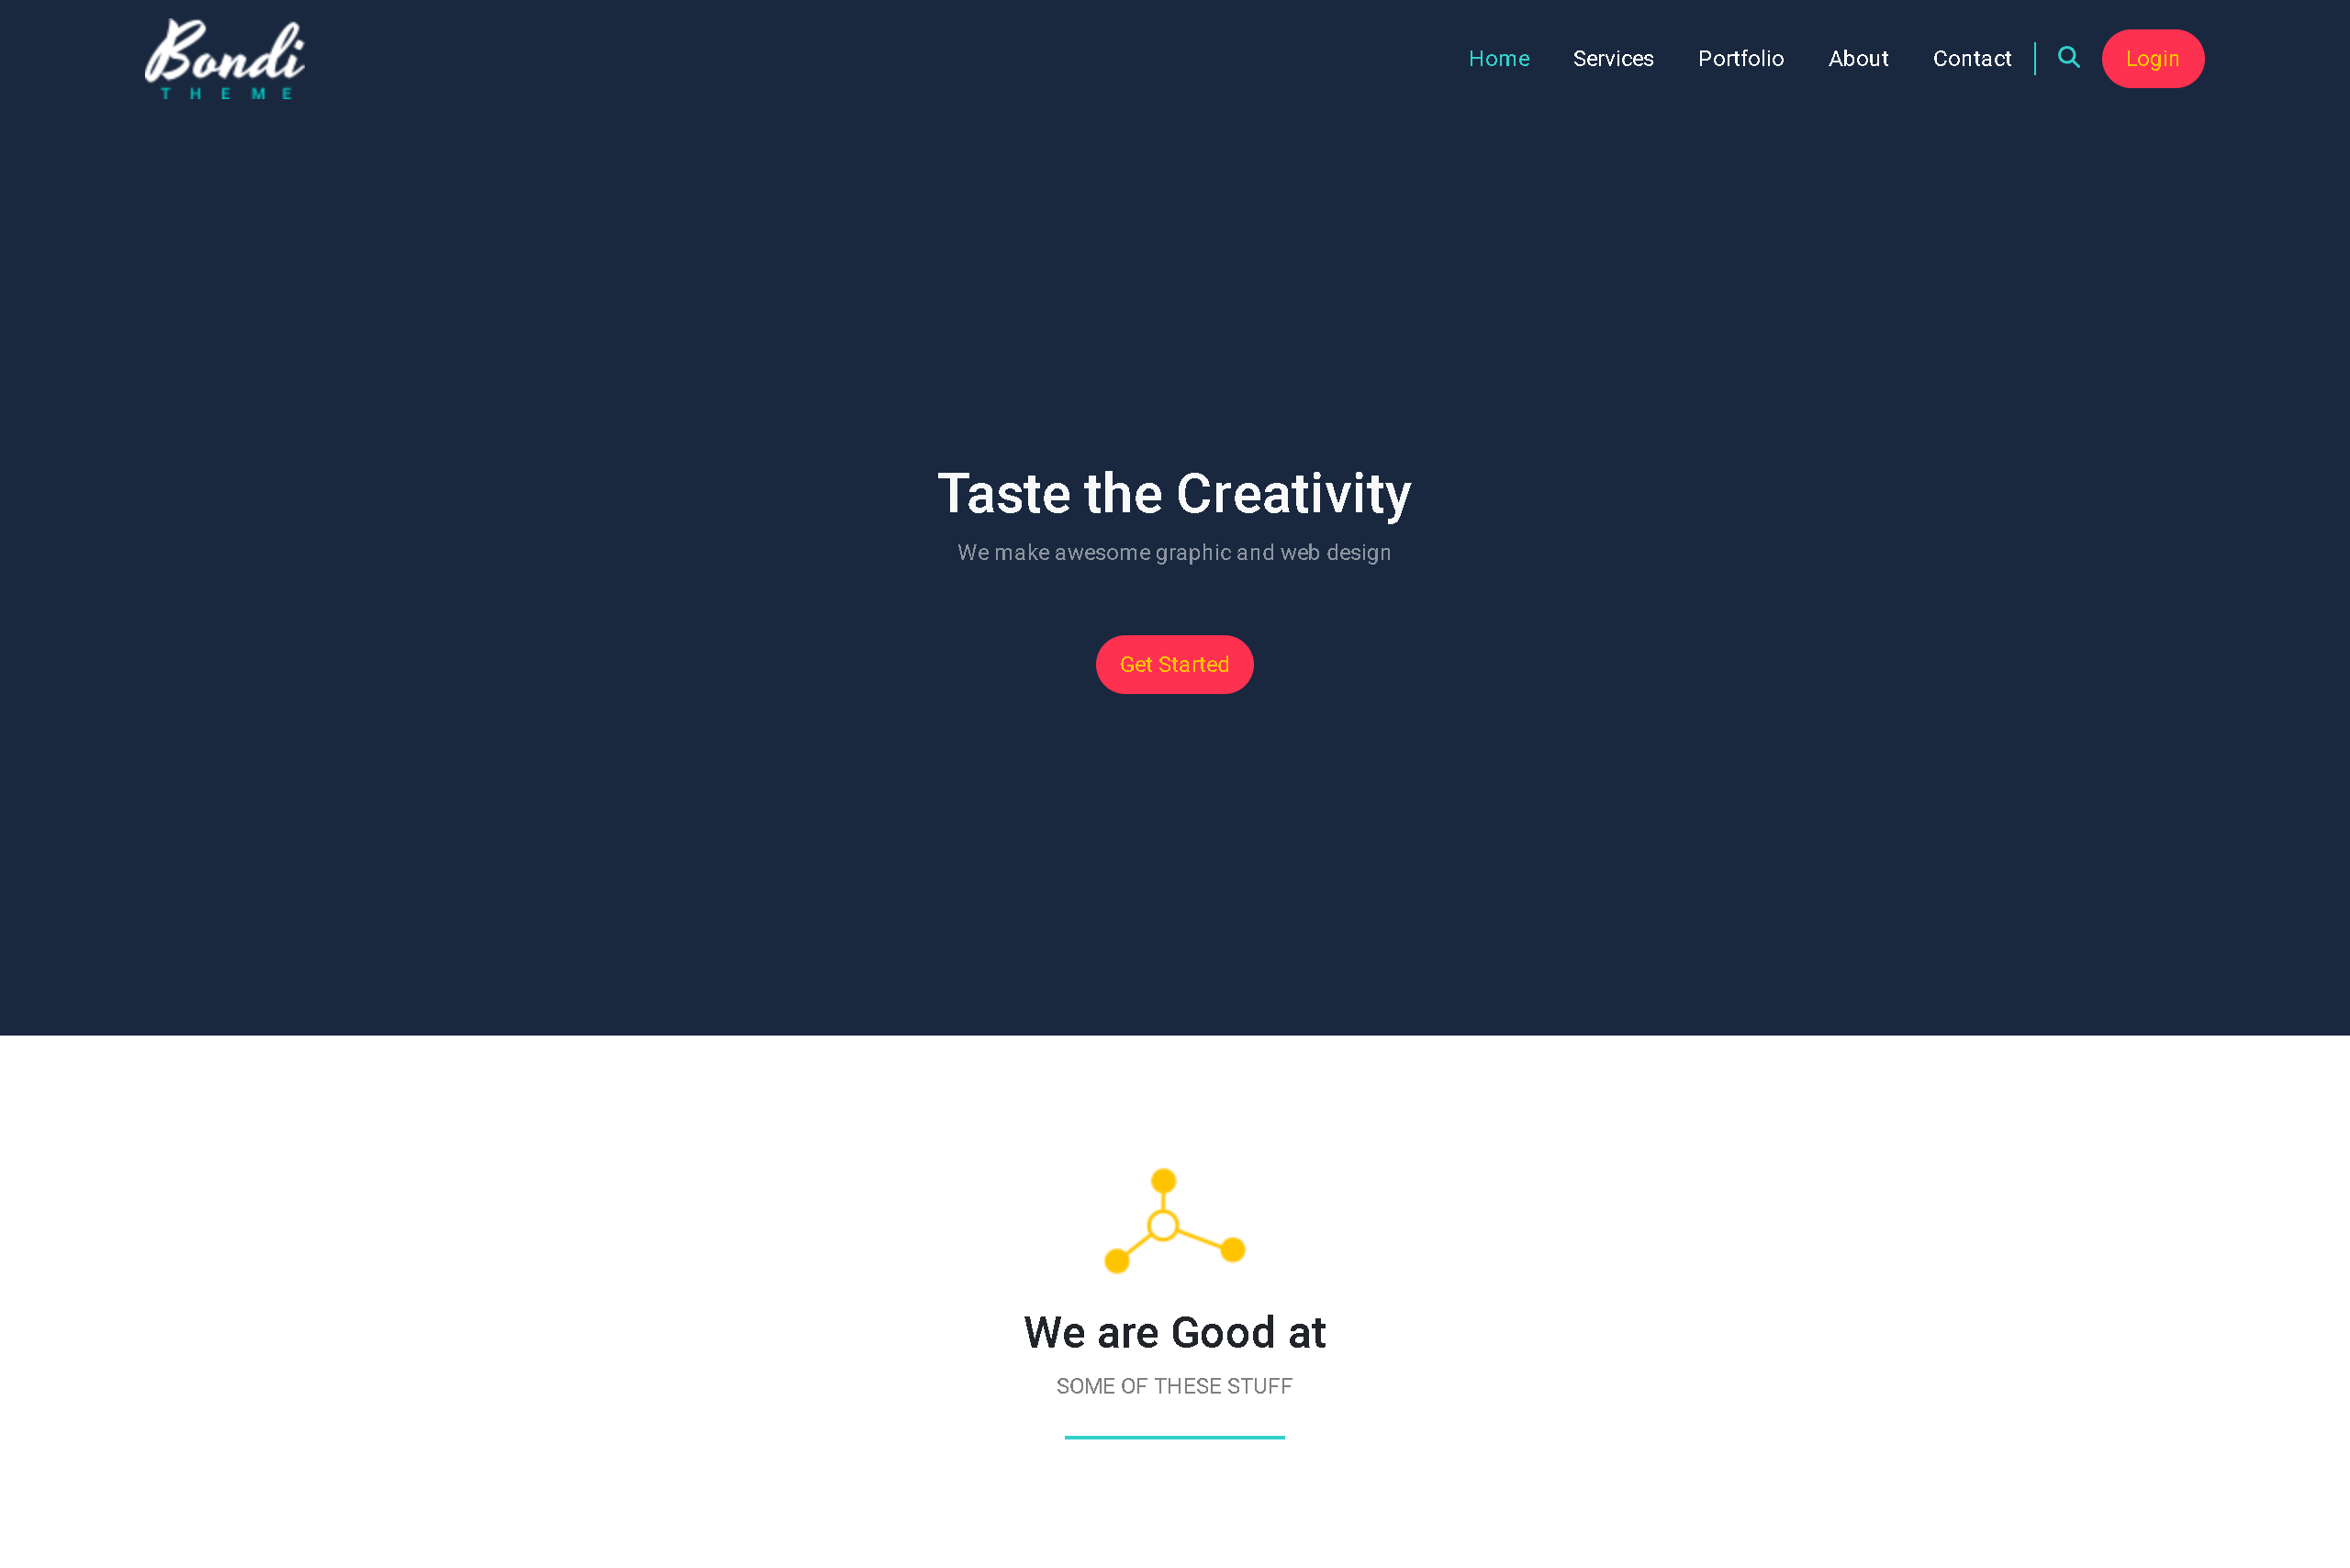 Bondi
THEME
Home Services Portfolio About Contact Login
Taste the Creativity
We make awesome graphic and web design
Get Started
We are Good at
SOME OF THESE STUFF